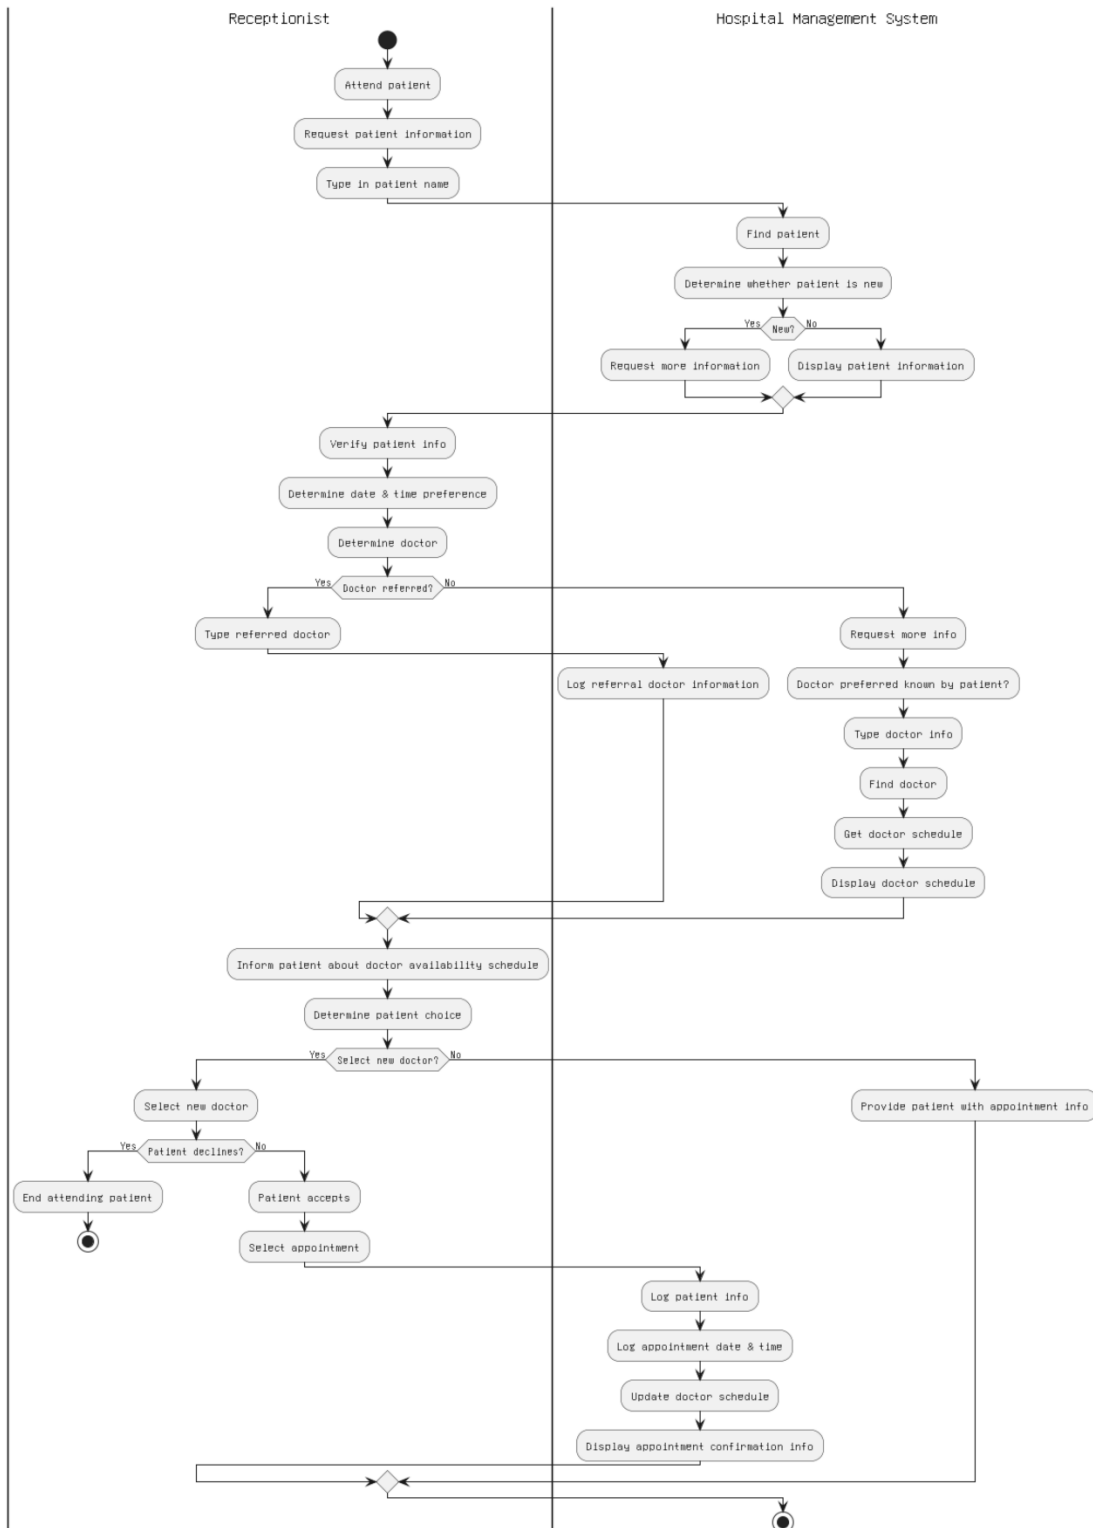 Receptionist
Hospital Management System
Attend patient
Request patient information
Type in patient name
Find patient
Determine whether patient is new
Yes
New?
No
Request more information
Display patient information
Verify patient info
Determine date & time preference
Determine doctor
Yes
Doctor referred?
No
Type referred doctor
Request more info
Log referral doctor information
Doctor preferred known by patient?
Type doctor info
Find doctor
Get doctor schedule
Display doctor schedule
Inform patient about doctor availability schedule
Determine patient choice
Yes
Select new doctor?
No
Select new doctor
Provide patient with appointment info
Yes
Patient declines?
No
End attending patient
Patient accepts
Select appointment
Log patient info
Log appointment date & time
Update doctor schedule
Display appointment confirmation info